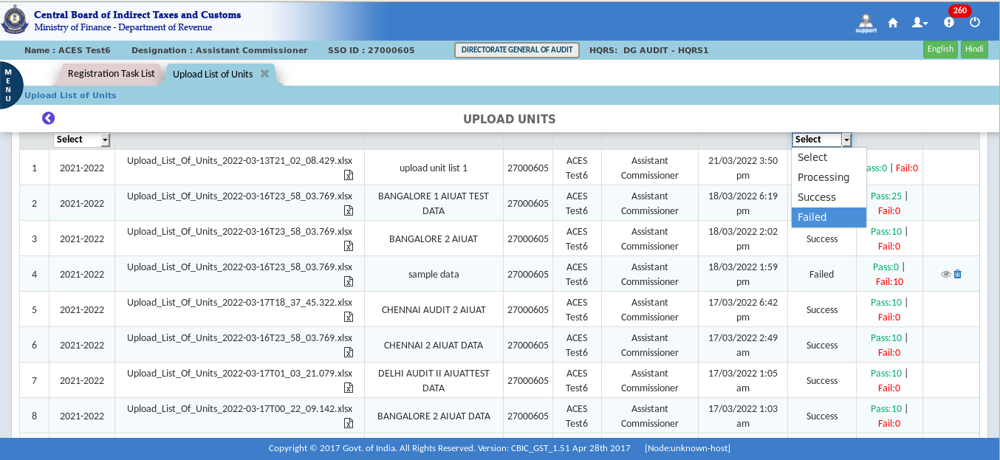 Central Board of Indirect Taxes and Customs
Ministry of Finance - Department of Revenue
260
support
Name : ACES Test6 Designation : Assistant Commissioner SSO ID : 27000605 DIRECTORATE GENERAL OF AUDIT HQRS: DG AUDIT - HQRS1 English Hindi
MENU
Registration Task List Upload List of Units
Upload List of Units
UPLOAD UNITS
Select Select
Select
Processing
Success
Failed
1 2021-2022 Upload_List_Of_Units_2022-03-13T21_02_08.429.xlsx upload unit list 1 27000605 ACES Test6 Assistant Commissioner 21/03/2022 3:50 pm ass:0 | Fail:0
2 2021-2022 Upload_List_Of_Units_2022-03-16T23_58_03.769.xlsx BANGALORE 1 AIUAT TEST DATA 27000605 ACES Test6 Assistant Commissioner 18/03/2022 6:19 pm Pass:25 | Fail:0
3 2021-2022 Upload_List_Of_Units_2022-03-16T23_58_03.769.xlsx BANGALORE 2 AIUAT 27000605 ACES Test6 Assistant Commissioner 18/03/2022 2:02 pm Success Pass:10 | Fail:0
4 2021-2022 Upload_List_Of_Units_2022-03-16T23_58_03.769.xlsx sample data 27000605 ACES Test6 Assistant Commissioner 18/03/2022 1:59 pm Failed Pass:0 | Fail:10
5 2021-2022 Upload_List_Of_Units_2022-03-17T18_37_45.322.xlsx CHENNAI AUDIT 2 AIUAT 27000605 ACES Test6 Assistant Commissioner 17/03/2022 6:42 pm Success Pass:10 | Fail:0
6 2021-2022 Upload_List_Of_Units_2022-03-16T23_58_03.769.xlsx CHENNAI 2 AIUAT DATA 27000605 ACES Test6 Assistant Commissioner 17/03/2022 2:49 am Success Pass:10 | Fail:0
7 2021-2022 Upload_List_Of_Units_2022-03-17T01_03_21.079.xlsx DELHI AUDIT II AIUATTEST DATA 27000605 ACES Test6 Assistant Commissioner 17/03/2022 1:05 am Success Pass:10 | Fail:0
8 2021-2022 Upload_List_Of_Units_2022-03-17T00_22_09.142.xlsx BANGALORE 2 AIUAT DATA 27000605 ACES Test6 Assistant Commissioner 17/03/2022 1:03 am Success Pass:10 | Fail:0
Copyright © 2017 Govt. of India. All Rights Reserved. Version: CBIC_GST_1.51 Apr 28th 2017 [Node:unknown-host]